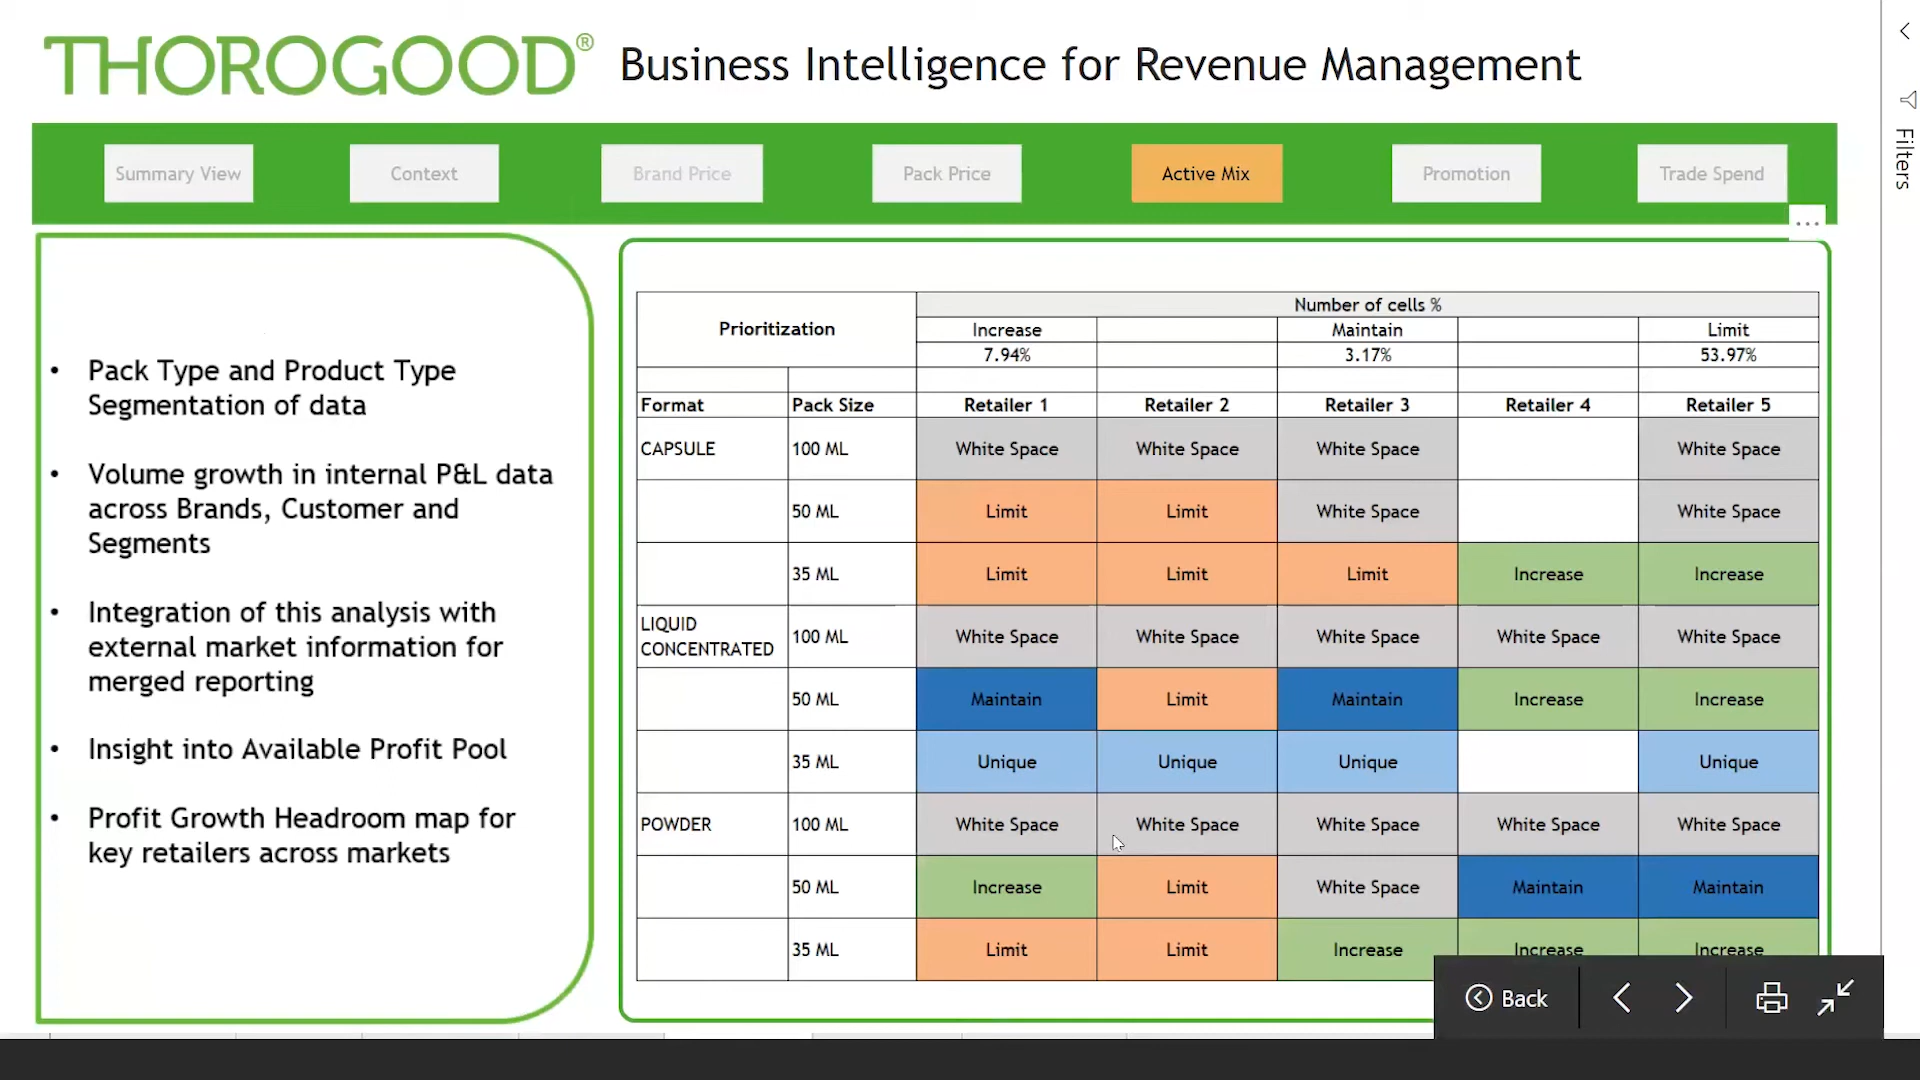 THOROGOOD®
Business Intelligence for Revenue Management
Summary View
Context
Brand Price
Pack Price
Active Mix
Promotion
Trade Spend
Filters
...
• Pack Type and Product Type
Segmentation of data
• Volume growth in internal P&L data
across Brands, Customer and
Segments
• Integration of this analysis with
external market information for
merged reporting
• Insight into Available Profit Pool
• Profit Growth Headroom map for
key retailers across markets
Prioritization
Number of cells %
Increase Maintain Limit
7.94% 3.17% 53.97%
Format Pack Size Retailer 1 Retailer 2 Retailer 3 Retailer 4 Retailer 5
CAPSULE 100 ML White Space White Space White Space White Space
50 ML Limit Limit White Space White Space
35 ML Limit Limit Limit Increase Increase
LIQUID
CONCENTRATED 100 ML White Space White Space White Space White Space White Space
50 ML Maintain Limit Maintain Increase Increase
35 ML Unique Unique Unique Unique
POWDER 100 ML White Space White Space White Space White Space White Space
50 ML Increase Limit White Space Maintain Maintain
35 ML Limit Limit Increase Increase Increase
Back